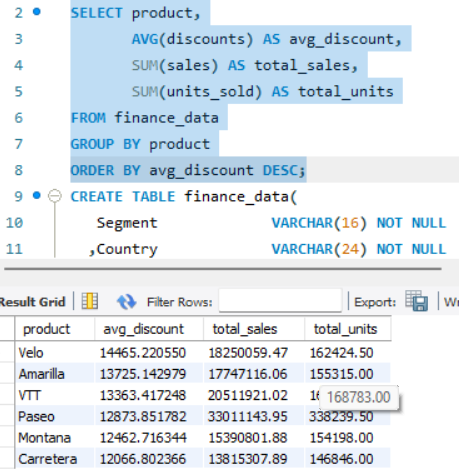 2 SELECT product,
3 AVG(discounts) AS avg_discount,
4 SUM(sales) AS total_sales,
5 SUM(units_sold) AS total_units
6 FROM finance_data
7 GROUP BY product
8 ORDER BY avg_discount DESC;
9 CREATE TABLE finance_data(
10 Segment VARCHAR(16) NOT NULL
11 ,Country VARCHAR(24) NOT NULL
Result Grid Filter Rows: Export:
product avg_discount total_sales total_units
Velo 14465.220550 18250059.47 162424.50
Amarilla 13725.142979 17747116.06 155315.00
VTT 13363.417248 20511921.02 168783.00
Paseo 12873.851782 33011143.95 338239.50
Montana 12462.716344 15390801.88 154198.00
Carretera 12066.802366 13815307.89 146846.00